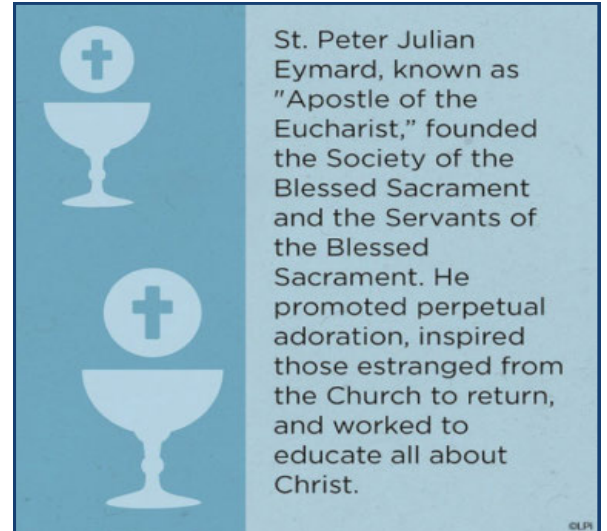 St. Peter Julian
Eymard, known as
"Apostle of the
Eucharist,” founded
the Society of the
Blessed Sacrament
and the Servants of
the Blessed
Sacrament. He
promoted perpetual
adoration, inspired
those estranged from
the Church to return,
and worked to
educate all about
Christ.
©LPi